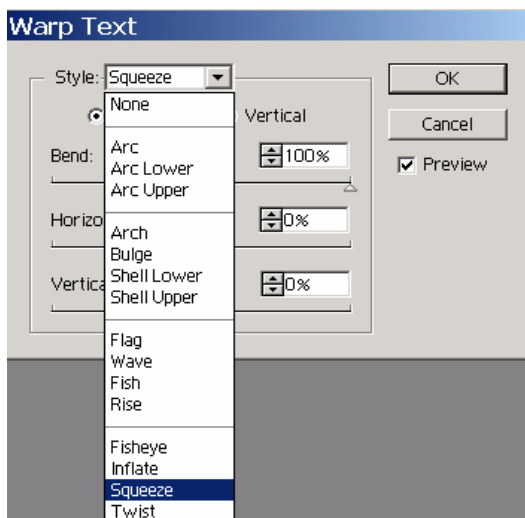 Warp Text
Style: Squeeze
OK
None
Vertical
Cancel
Bend:
Arc
100%
Preview
Arc Lower
Arc Upper
Horizo
Arch
0%
Bulge
Shell Lower
Vertica
0%
Shell Upper
Flag
Wave
Fish
Rise
Fisheye
Inflate
Squeeze
Twist